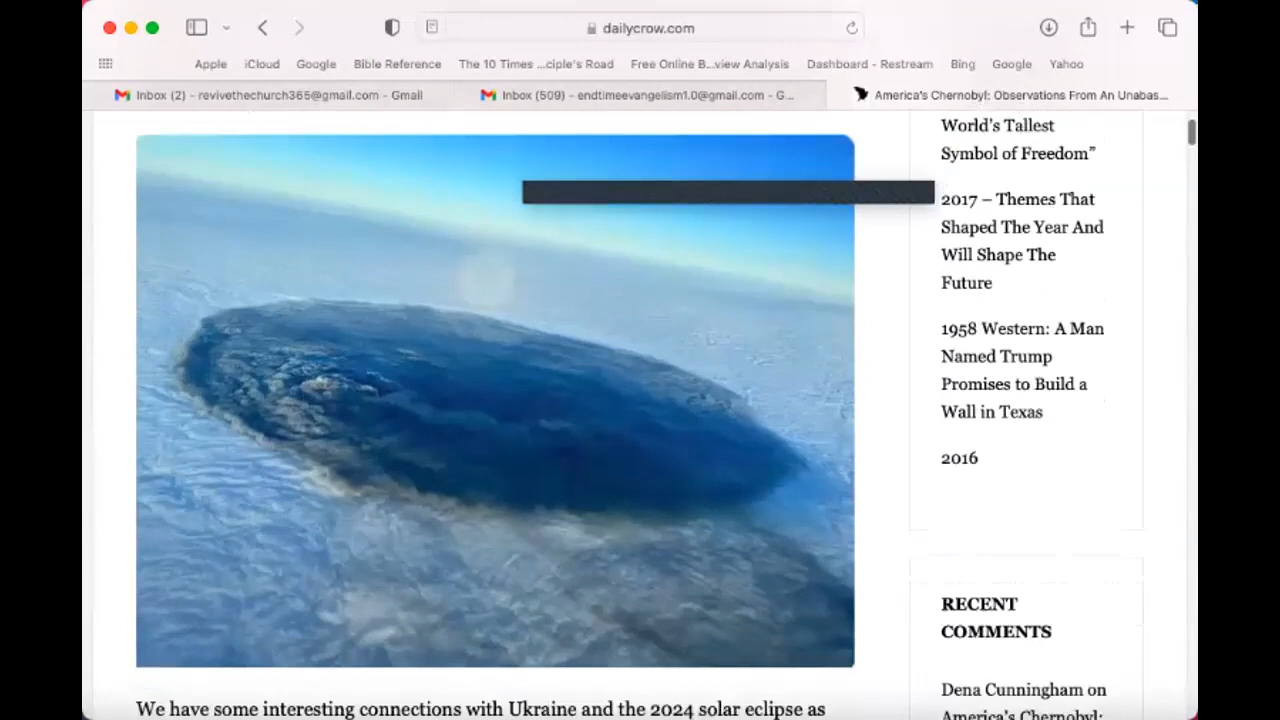 dailycrow.com
Apple iCloud Google Bible Reference The 10 Times ...ciple's Road Free Online B...view Analysis Dashboard - Restream Bing Google Yahoo
Inbox (2) - revivethechurch365@gmail.com - Gmail Inbox (509) - endtimeevangelism1.0@gmail.com - G... America's Chernobyl: Observations From An Unabas...
World's Tallest
Symbol of Freedom"
2017 – Themes That
Shaped The Year And
Will Shape The
Future
1958 Western: A Man
Named Trump
Promises to Build a
Wall in Texas
2016
RECENT
COMMENTS
Dena Cunningham on
America's Chernobyl:
We have some interesting connections with Ukraine and the 2024 solar eclipse as